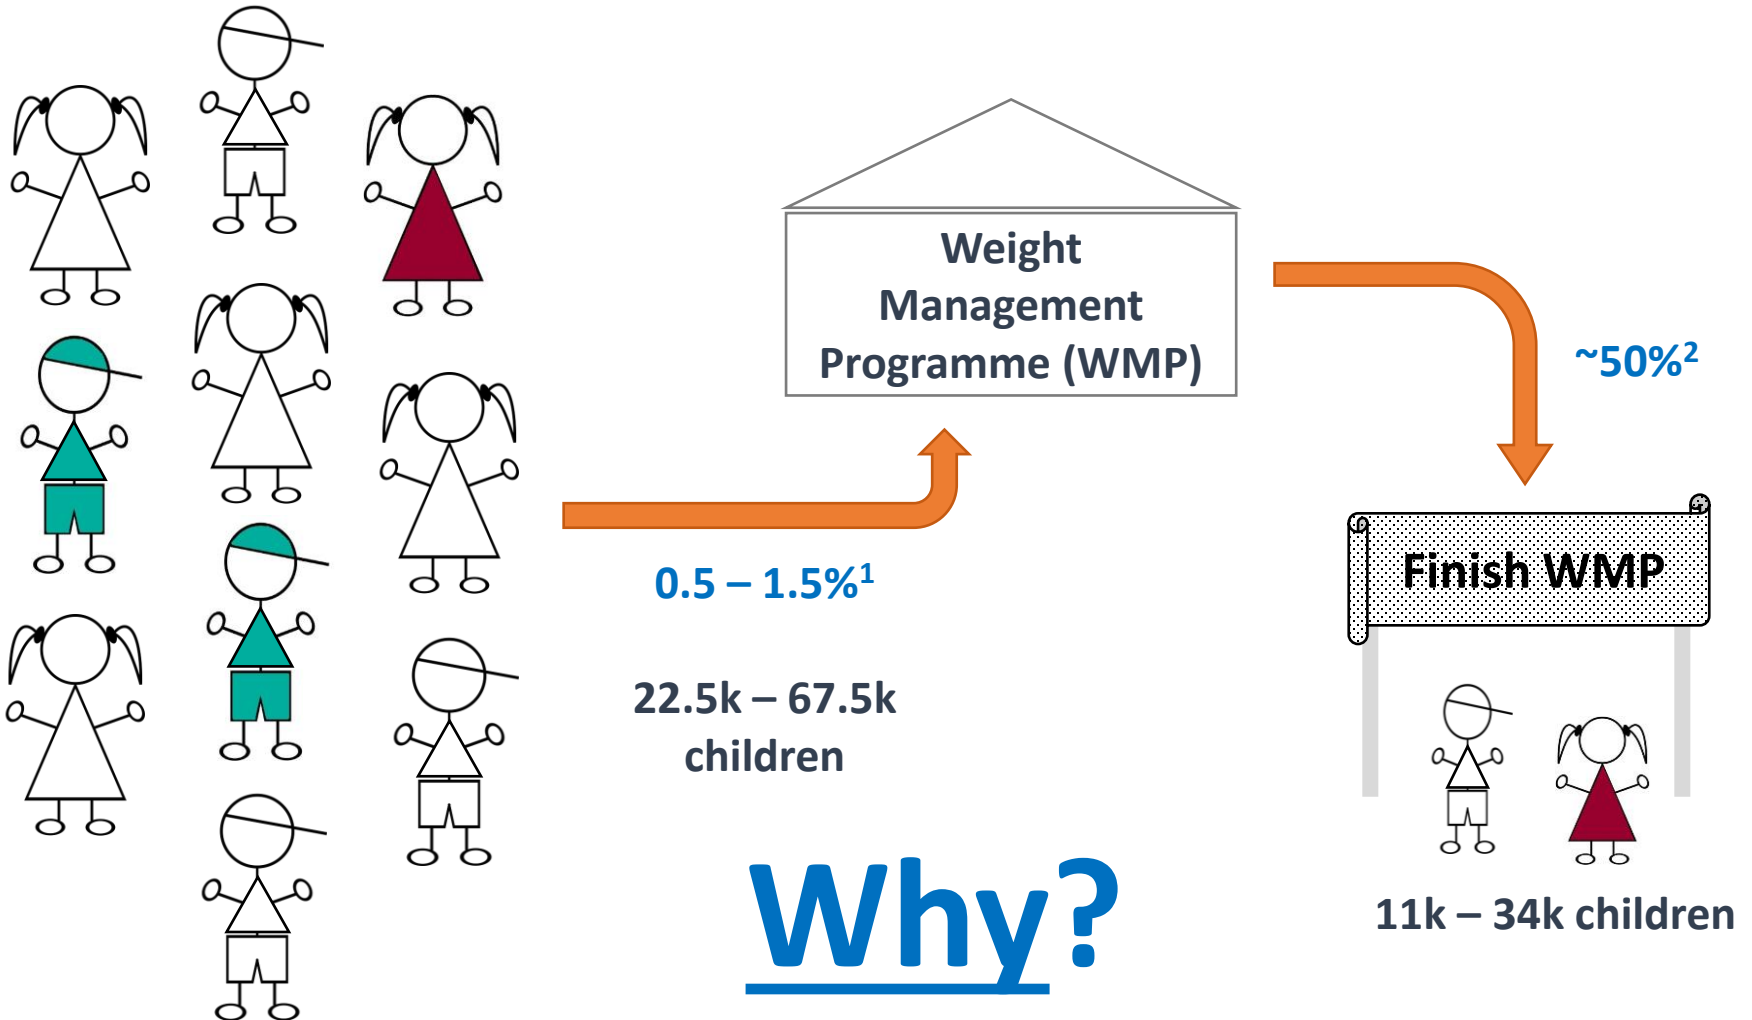 Weight
Management
Programme (WMP)
~50%²
0.5 – 1.5%¹
Finish WMP
22.5k – 67.5k
children
Why?
11k – 34k children